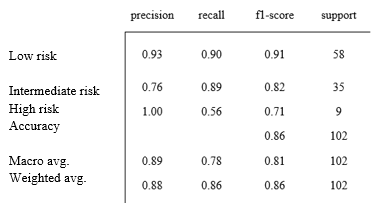 precision recall f1-score support
Low risk 0.93 0.90 0.91 58
Intermediate risk 0.76 0.89 0.82 35
High risk 1.00 0.56 0.71 9
Accuracy 0.86 102
Macro avg. 0.89 0.78 0.81 102
Weighted avg. 0.88 0.86 0.86 102